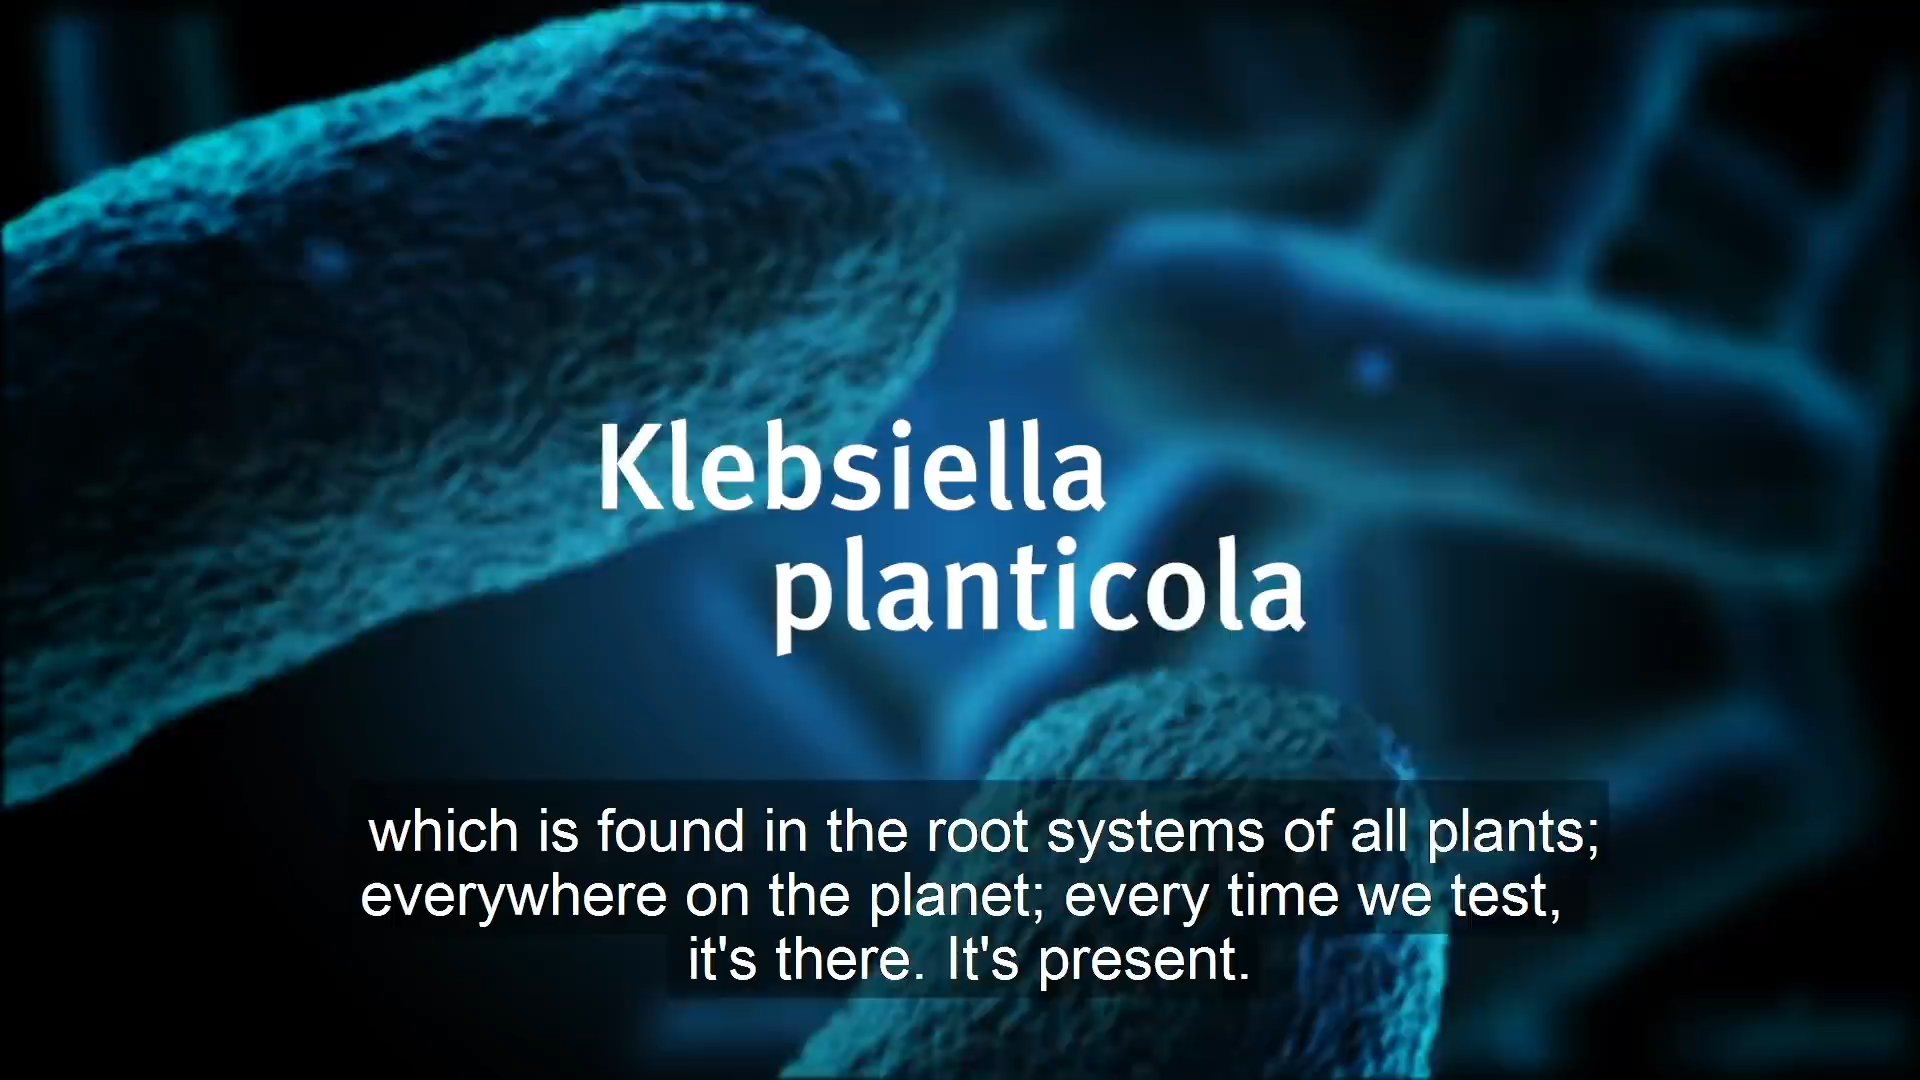 Klebsiella
planticola
which is found in the root systems of all plants;
everywhere on the planet; every time we test,
it's there. It's present.